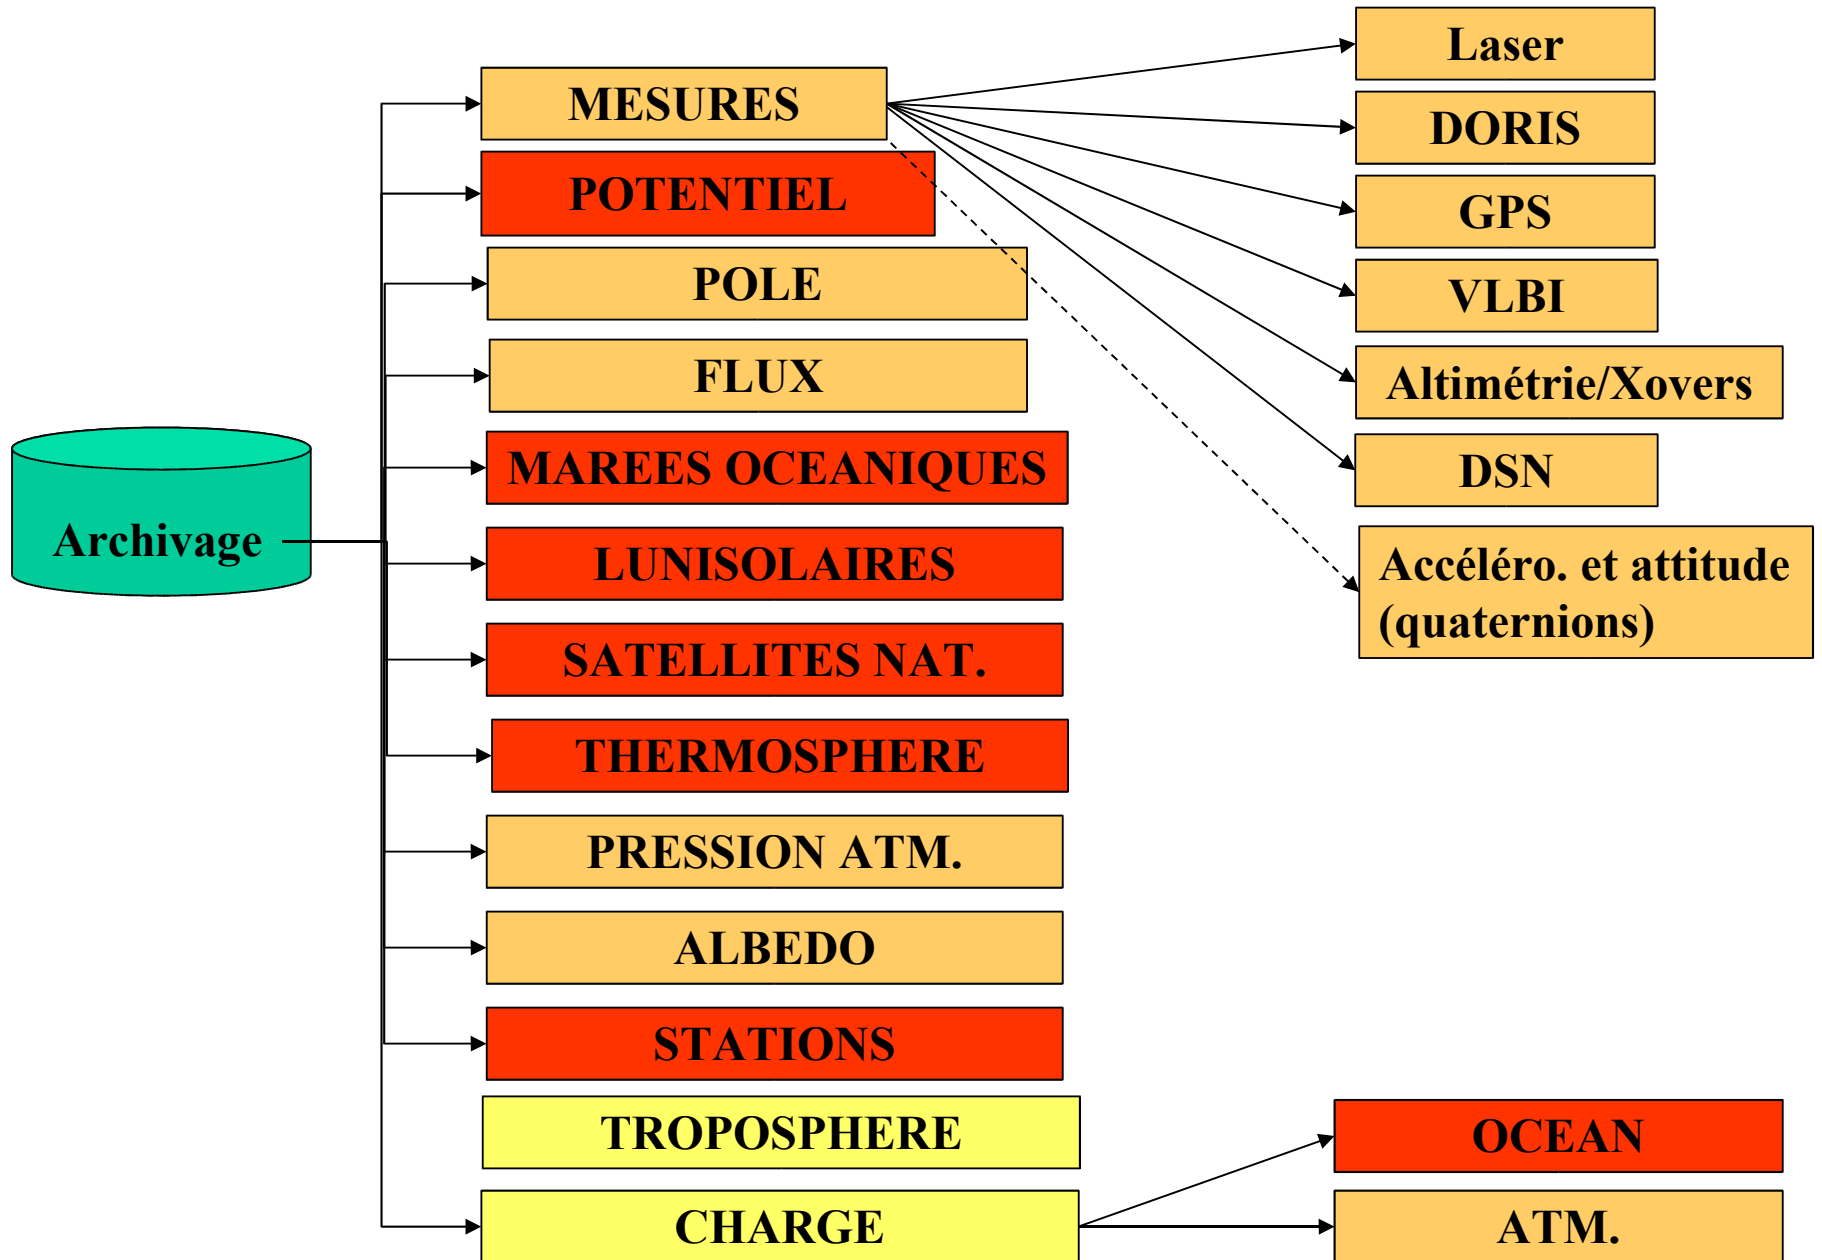 Archivage
MESURES
POTENTIEL
POLE
FLUX
MAREES OCEANIQUES
LUNISOLAIRES
SATELLITES NAT.
THERMOSPHERE
PRESSION ATM.
ALBEDO
STATIONS
TROPOSPHERE
CHARGE
Laser
DORIS
GPS
VLBI
Altimétrie/Xovers
DSN
Accéléro. et attitude
(quaternions)
OCEAN
ATM.